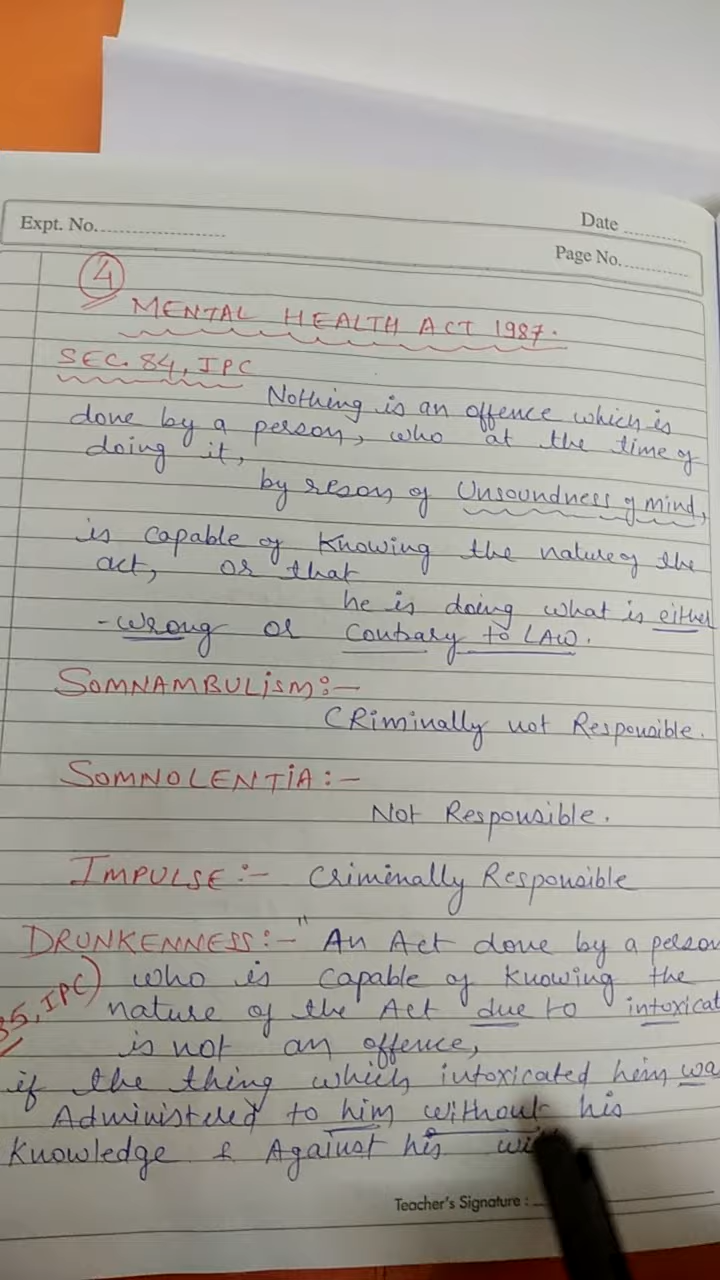 Expt. No.
Date
Page No.
4
MENTAL HEALTH ACT 1987.
SEC. 84, IPC
Nothing is an offence which is
done by a person, who at the time of
doing it,
by reson of Unsoundness of mind,
is capable of Knowing the nature of the
act, or that
he is doing what is either
- wrong or Contrary to LAW.
SOMNAMBULiSM:-
CRiminally not Responsible.
SOMNOLENTiA:-
Not Responsible.
IMPULSE:- Criminally Responsible
DRUNKENNESS:- "An Act done by a person
5, IPC) who is capable of Knowing the
nature of the Act due to intoxicat
is not an offence,
if the thing which intoxicated him wa
Administered to him without his
Knowledge & Against his
Teacher's Signature :